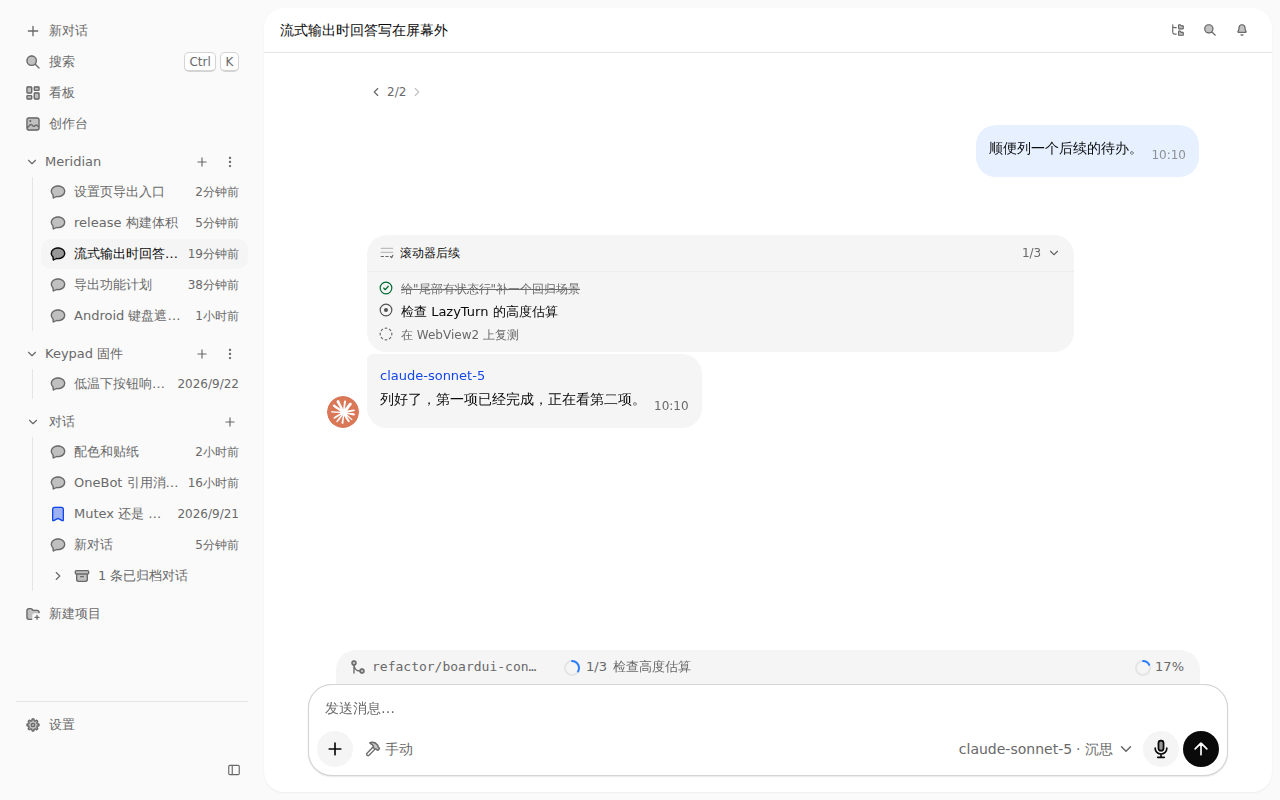 新对话
搜索 Ctrl K
看板
创作台
Meridian
设置页导出入口 2分钟前
release 构建体积 5分钟前
流式输出时回答… 19分钟前
导出功能计划 38分钟前
Android 键盘遮… 1小时前
Keypad 固件
低温下按钮响… 2026/9/22
对话
配色和贴纸 2小时前
OneBot 引用消… 16小时前
Mutex 还是 … 2026/9/21
新对话 5分钟前
1 条已归档对话
新建项目
设置
流式输出时回答写在屏幕外
2/2
顺便列一个后续的待办。 10:10
滚动器后续 1/3
给"尾部有状态行"补一个回归场景
检查 LazyTurn 的高度估算
在 WebView2 上复测
claude-sonnet-5
列好了，第一项已经完成，正在看第二项。 10:10
refactor/boardui-con… 1/3 检查高度估算 17%
发送消息…
手动 claude-sonnet-5 · 沉思